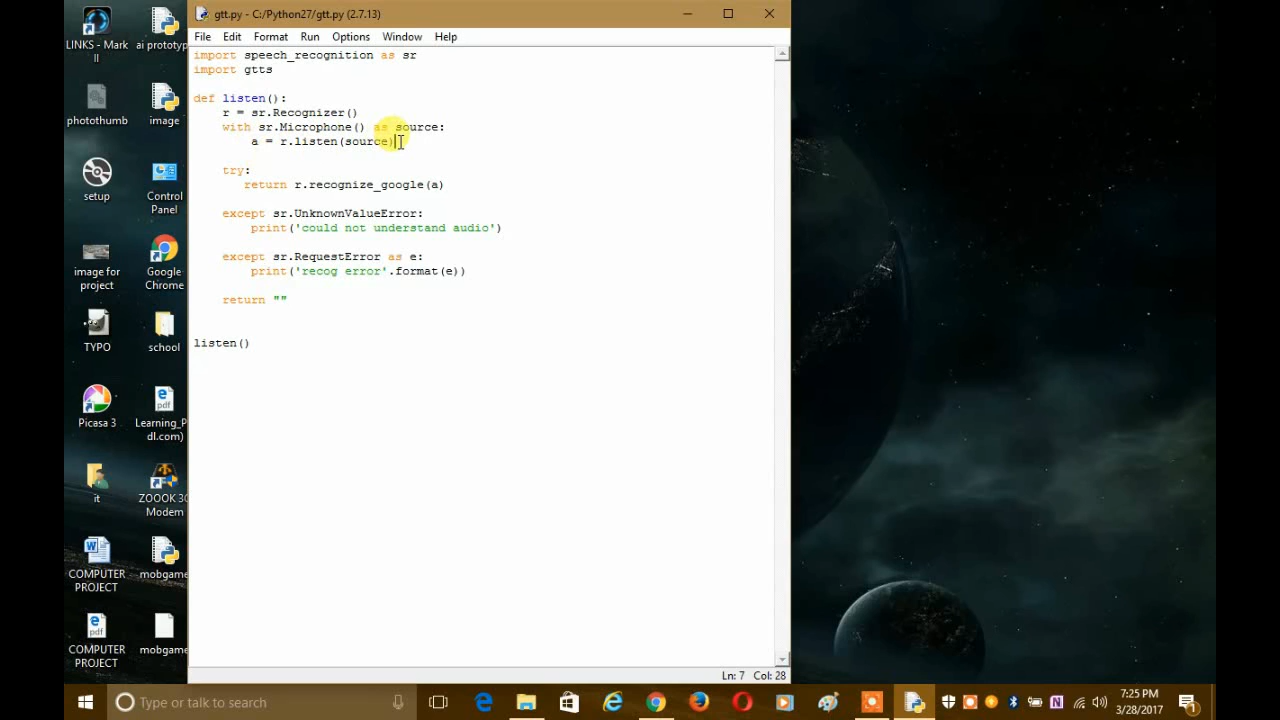 gtt.py - C:/Python27/gtt.py (2.7.13)
File Edit Format Run Options Window Help
import speech_recognition as sr
import gtts
def listen():
r = sr.Recognizer()
with sr.Microphone() as source:
a = r.listen(source)
try:
return r.recognize_google(a)
except sr.UnknownValueError:
print('could not understand audio')
except sr.RequestError as e:
print('recog error'.format(e))
return ""
listen()
Ln: 7 Col: 28
LINKS - Mark
II
ai prototyp
photothumb
image
setup
Control
Panel
image for
project
Google
Chrome
TYPO
school
Picasa 3
Learning_P
dl.com)
it
ZOOOK 3G
Modem
COMPUTER
PROJECT
mobgame
COMPUTER
PROJECT
mobgame
Type or talk to search
7:25 PM
3/28/2017